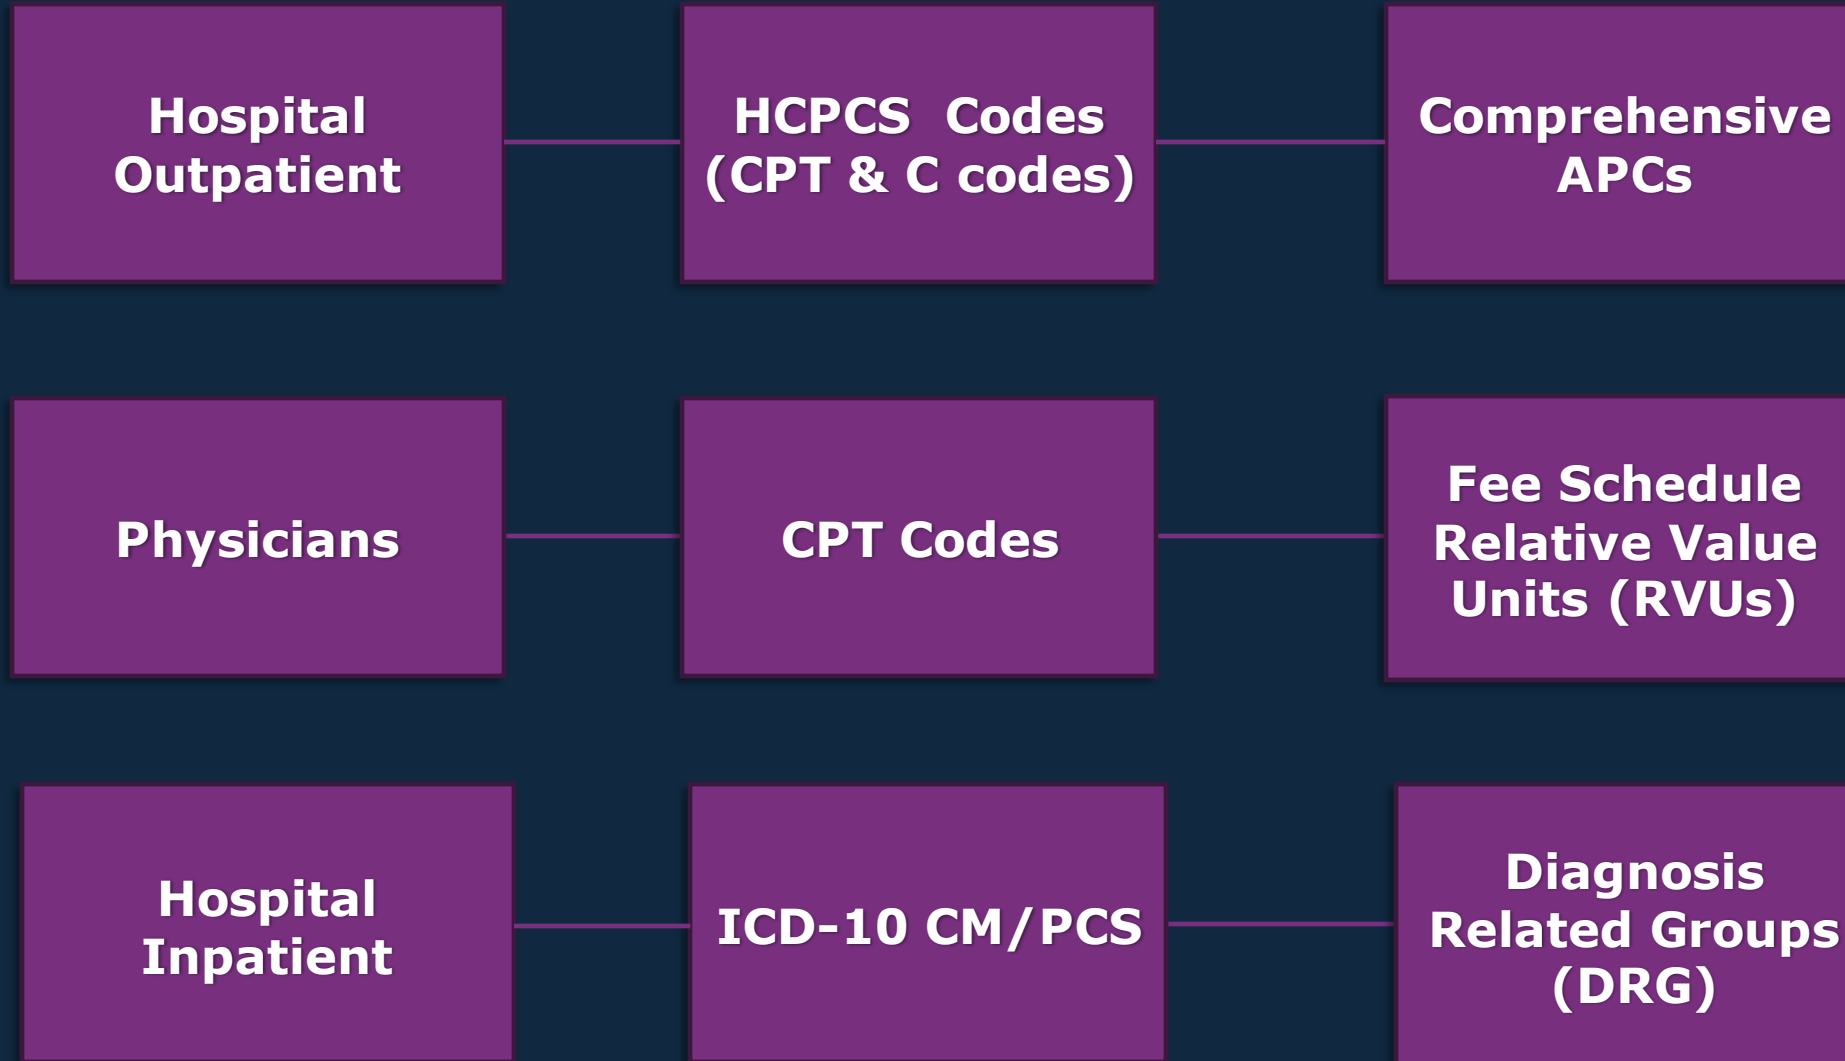 Hospital
Outpatient
HCPCS  Codes
(CPT & C codes)
Comprehensive
APCs
Physicians
CPT Codes
Fee Schedule
Relative Value
Units (RVUs)
Hospital
Inpatient
ICD-10 CM/PCS
Diagnosis
Related Groups
(DRG)